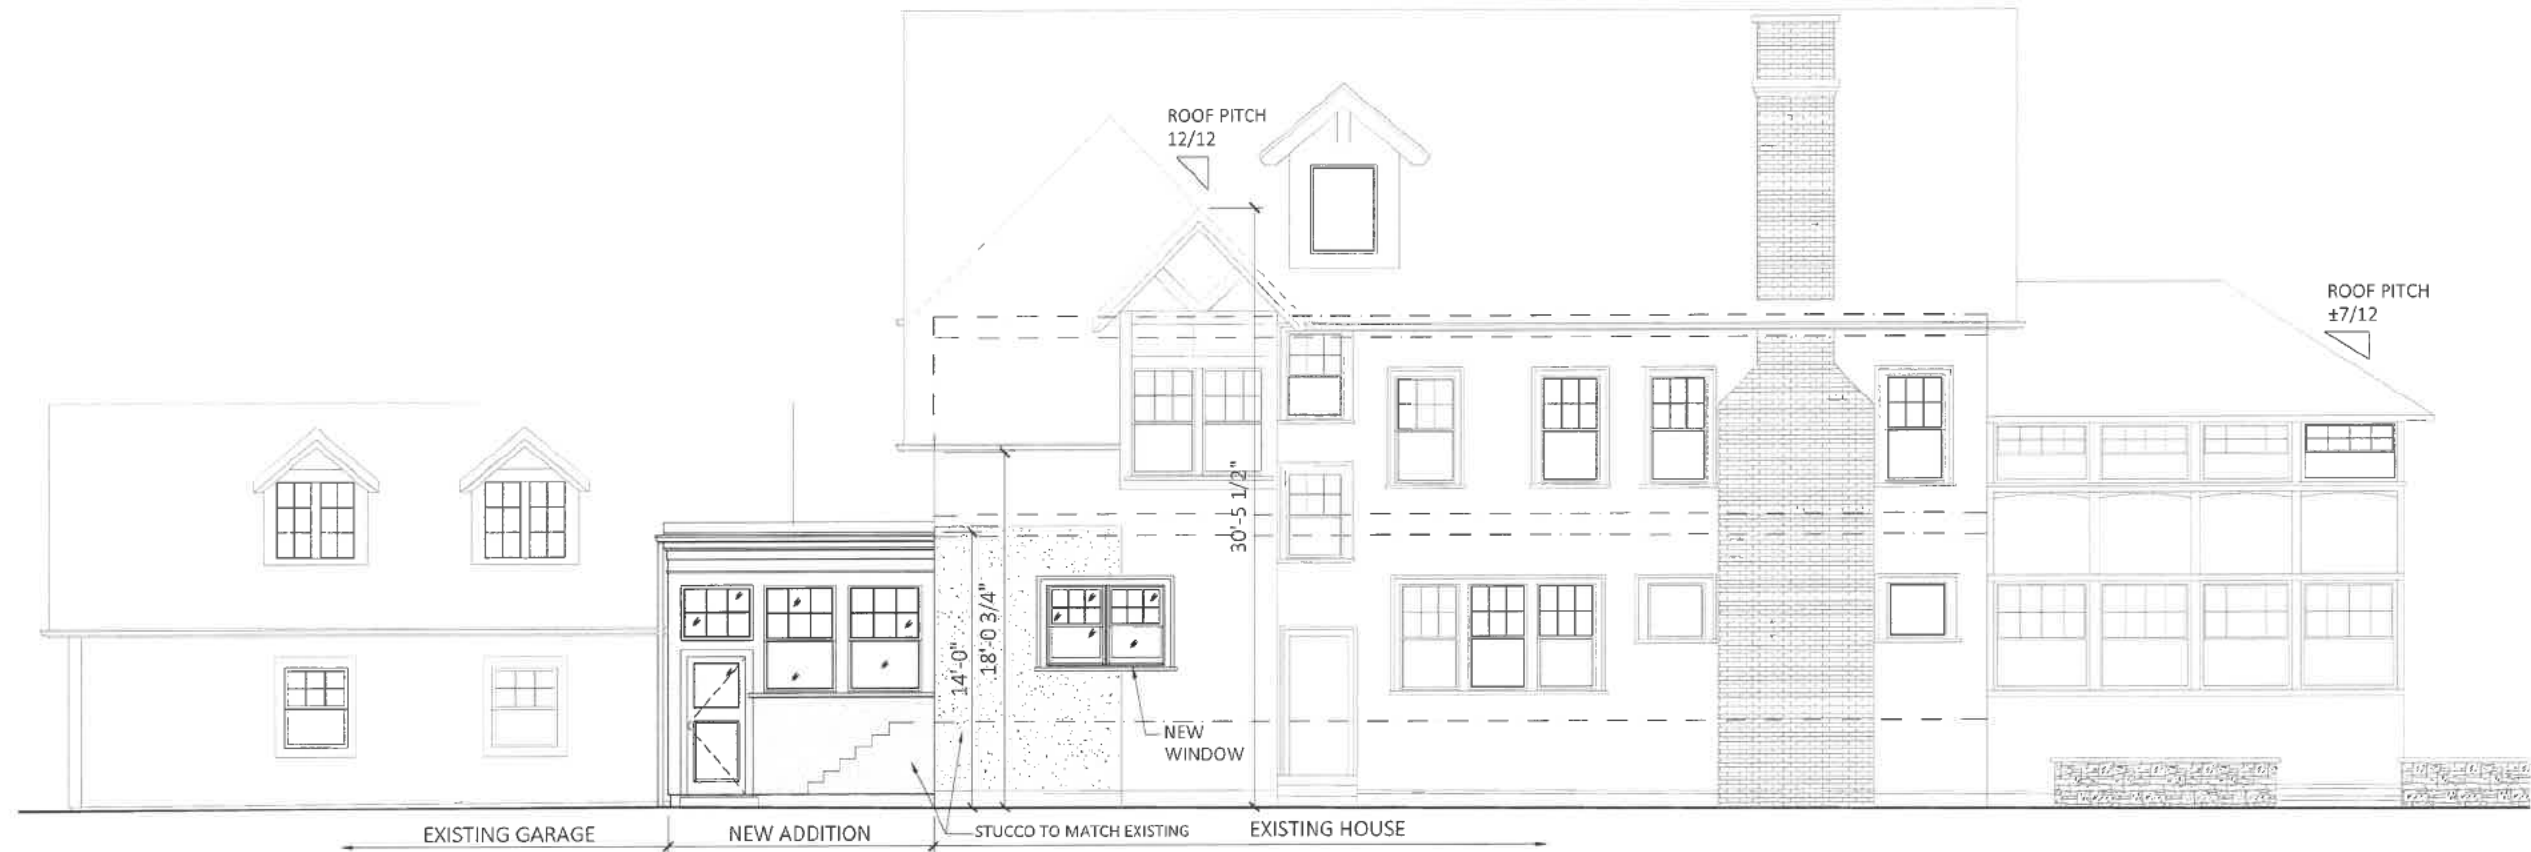 ROOF PITCH
12/12
ROOF PITCH
±7/12
30'-5 1/2"
18'-0 3/4"
14'-0"
NEW
WINDOW
STUCCO TO MATCH EXISTING
EXISTING GARAGE
NEW ADDITION
EXISTING HOUSE